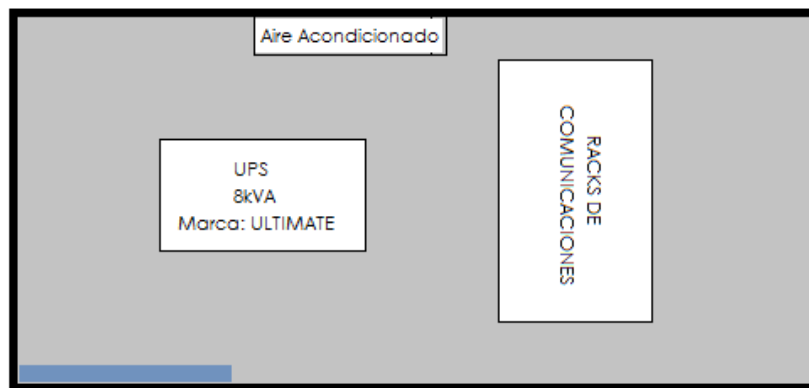 Aire Acondicionado
UPS
8kVA
Marca: ULTIMATE
RACKS DE
COMUNICACIONES